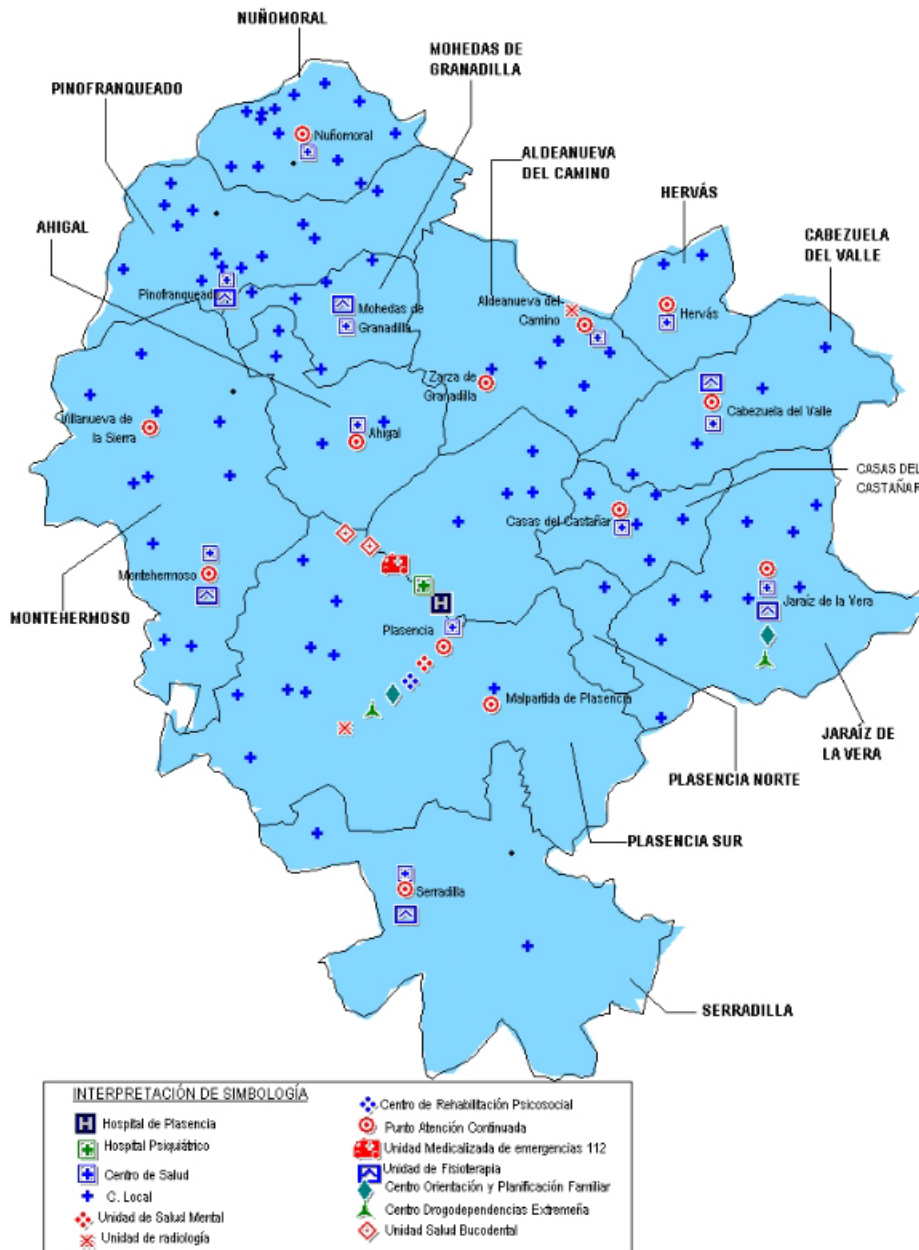 NUÑOMORAL
MOHEDAS DE
GRANADILLA
PINOFRANQUEADO
Nuñomoral
ALDEANUEVA
DEL CAMINO
HERVÁS
AHIGAL
CABEZUELA
DEL VALLE
Pinofranqueado
Mohedas de
Granadilla
Aldeanueva del
Camino
Hervás
Zarza de
Granadilla
Villanueva de
la Sierra
Ahigal
Cabezuela del Valle
CASAS DEL
CASTAÑAR
Casas del Castañar
Montehermoso
MONTEHERMOSO
Jaraíz de la Vera
Plasencia
Malpartida de Plasencia
JARAÍZ DE
LA VERA
PLASENCIA NORTE
PLASENCIA SUR
Serradilla
SERRADILLA
INTERPRETACIÓN DE SIMBOLOGÍA
Hospital de Plasencia
Hospital Psiquiátrico
Centro de Salud
C. Local
Unidad de Salud Mental
Unidad de radiología
Centro de Rehabilitación Psicosocial
Punto Atención Continuada
Unidad Medicalizada de emergencias 112
Unidad de Fisioterapia
Centro Orientación y Planificación Familiar
Centro Drogodependencias Extremeña
Unidad Salud Bucodental